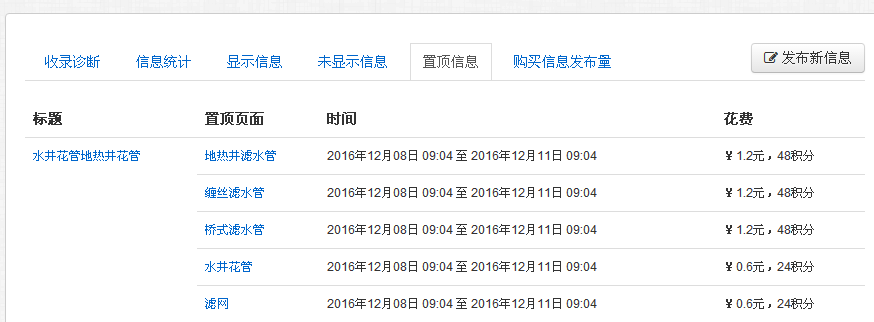 收录诊断 信息统计 显示信息 未显示信息 置顶信息 购买信息发布量 发布新信息
标题 置顶页面 时间 花费
水井花管地热井花管 地热井滤水管 2016年12月08日 09:04 至 2016年12月11日 09:04 ¥ 1.2元，48积分
缠丝滤水管 2016年12月08日 09:04 至 2016年12月11日 09:04 ¥ 1.2元，48积分
桥式滤水管 2016年12月08日 09:04 至 2016年12月11日 09:04 ¥ 1.2元，48积分
水井花管 2016年12月08日 09:04 至 2016年12月11日 09:04 ¥ 0.6元，24积分
滤网 2016年12月08日 09:04 至 2016年12月11日 09:04 ¥ 0.6元，24积分